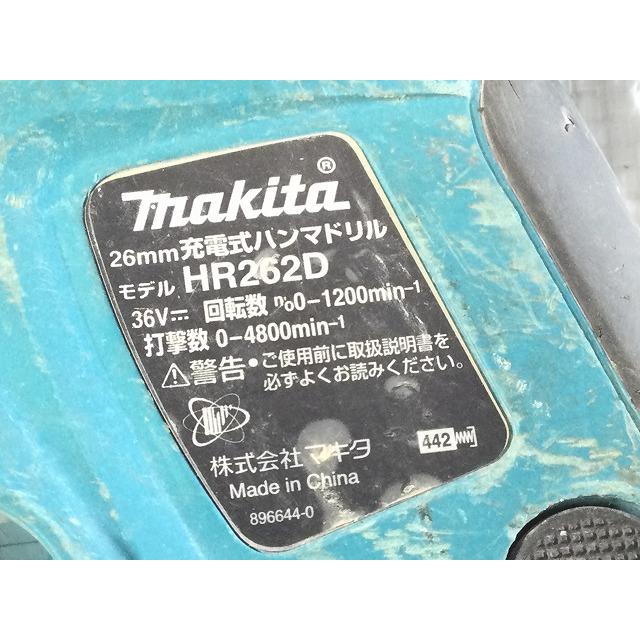 makita®
26mm充電式ハンマドリル
モデル HR262D
36V⎓ 回転数 n₀0-1200min⁻¹
打撃数 0-4800min⁻¹
⚠警告・ご使用前に取扱説明書を
必ずよくお読みください。
株式会社 マキタ
442
Made in China
896644-0